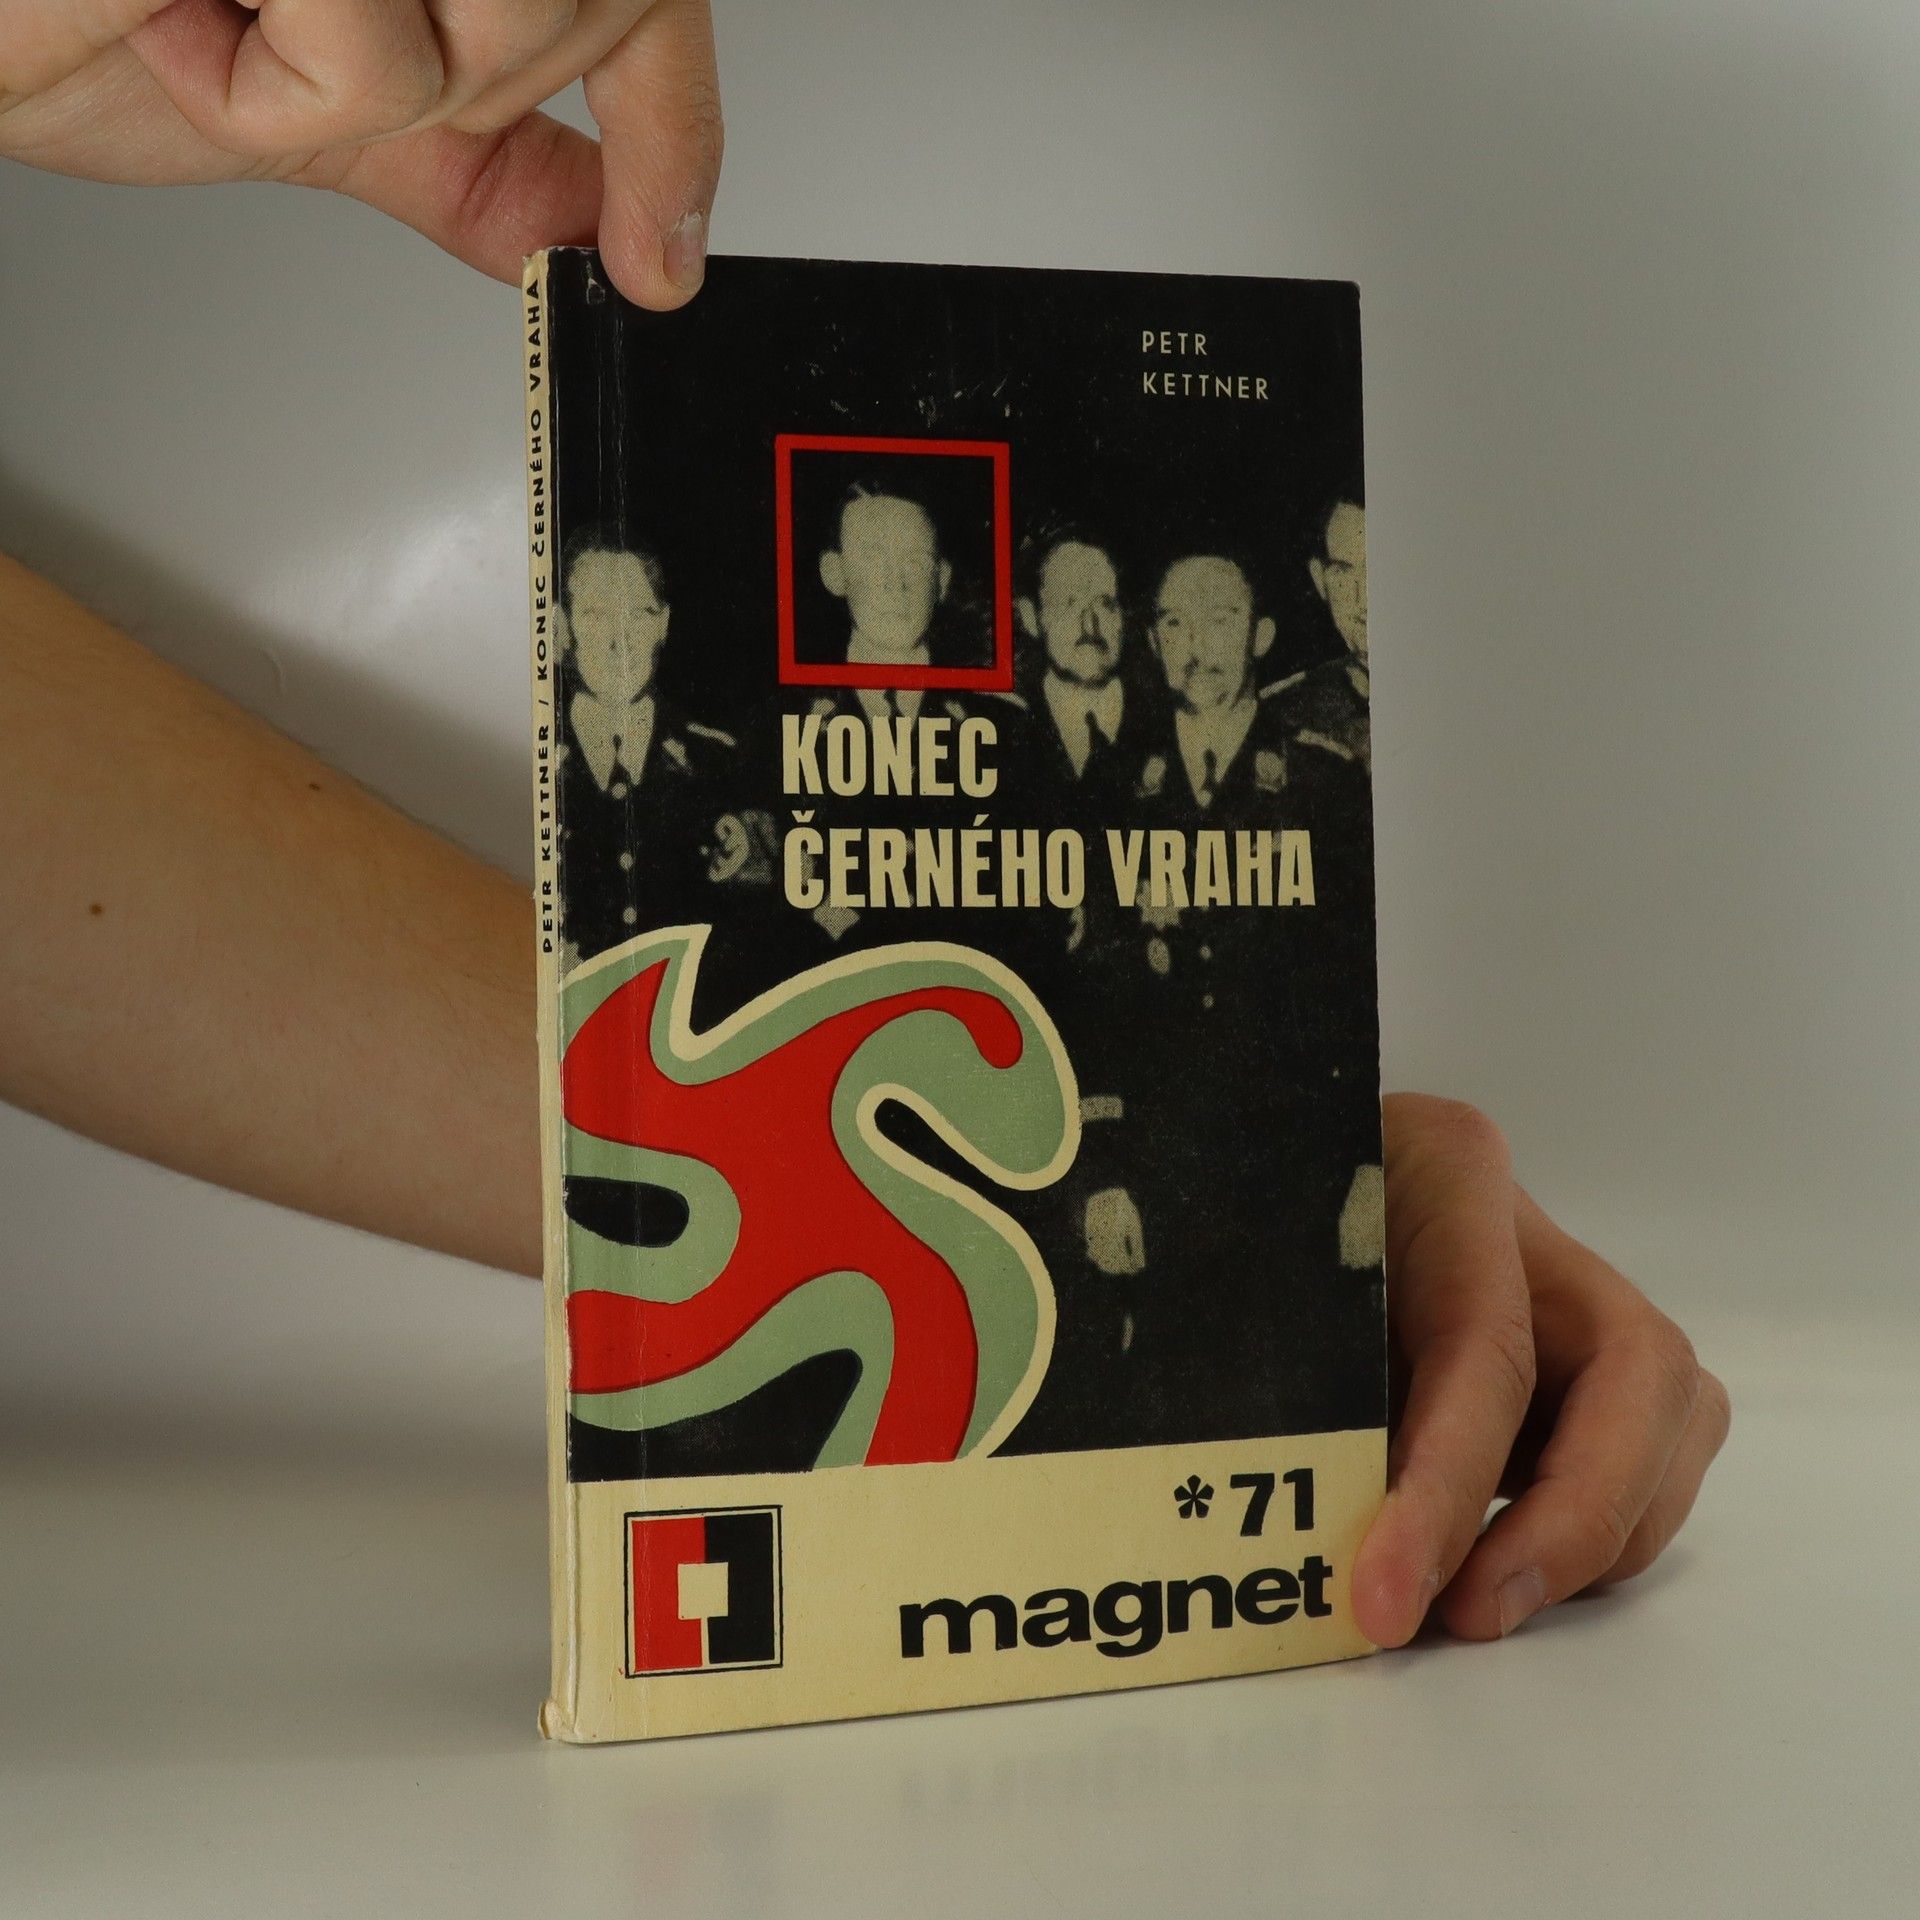 PETR KETTNER / KONEC ČERNÉHO VRAHA
PETR
KETTNER
KONEC
ČERNÉHO VRAHA
*71
magnet